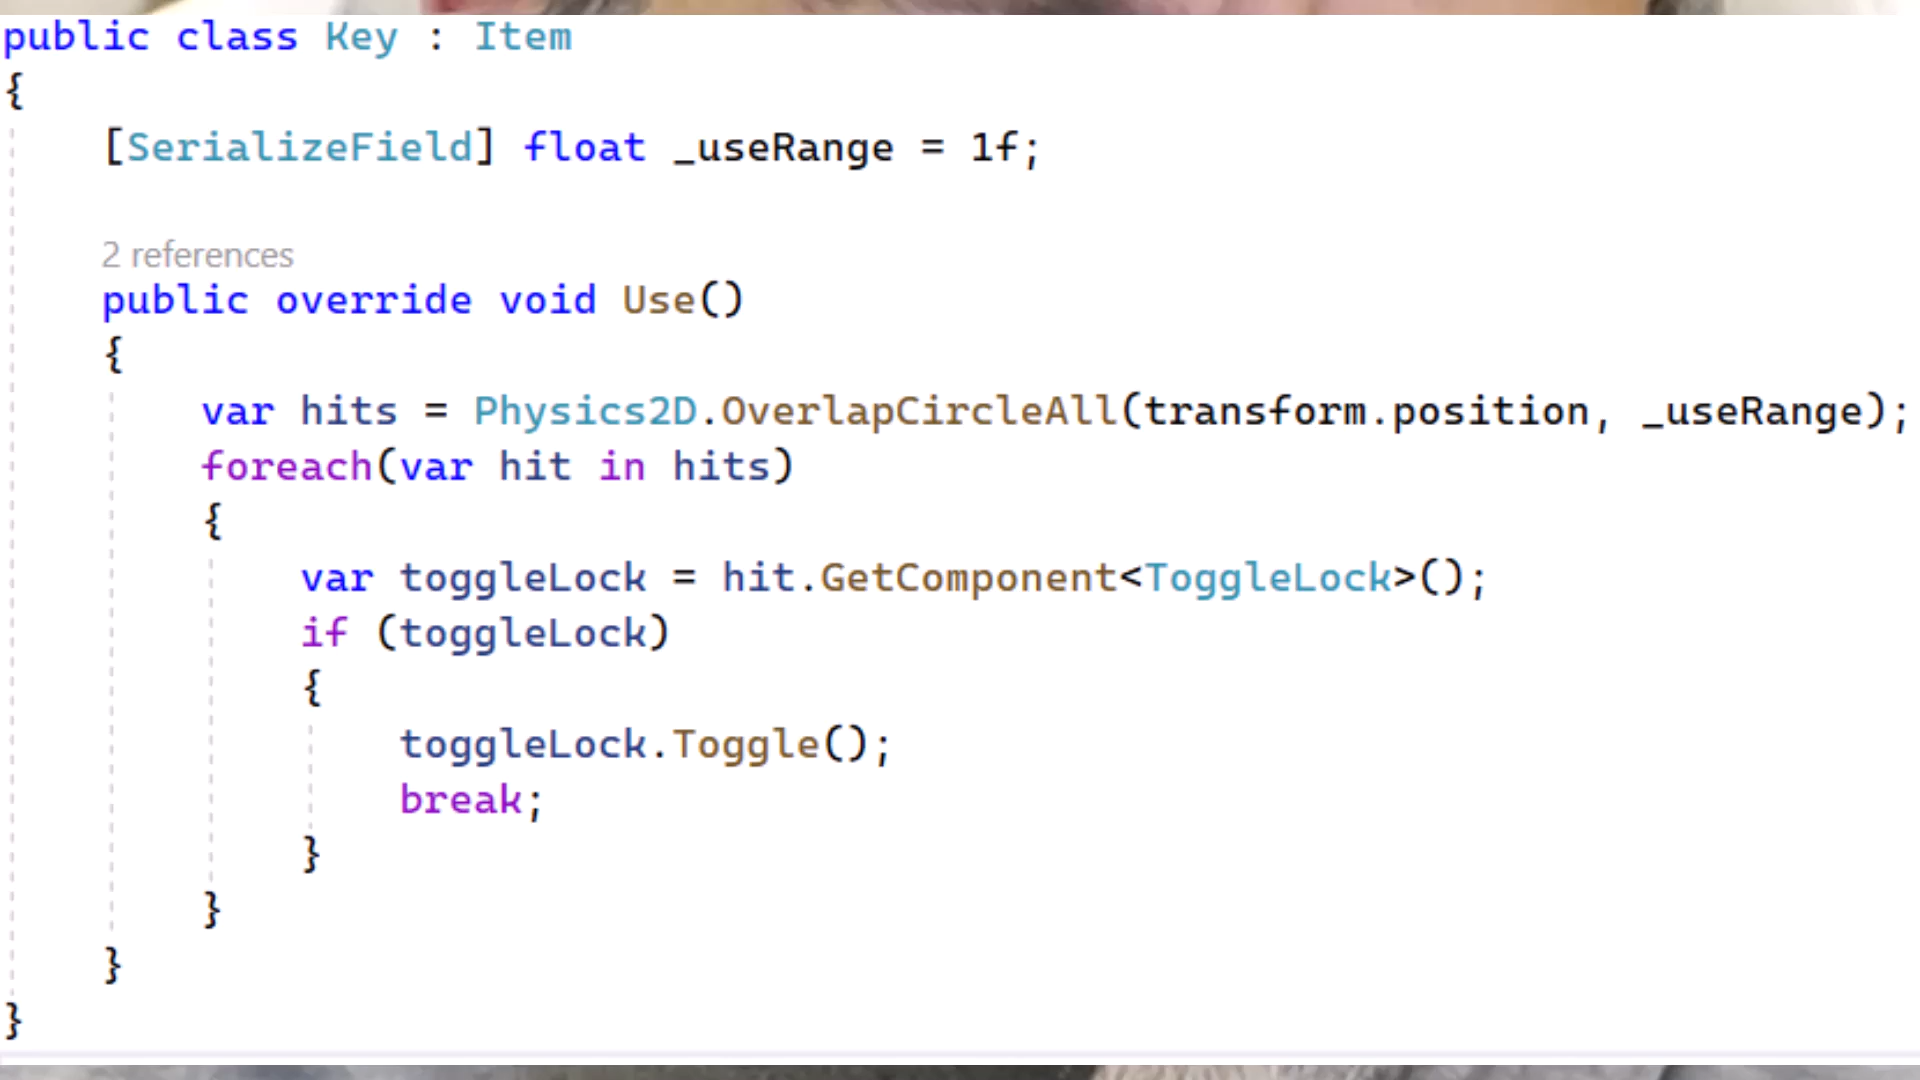 public class Key : Item
{
[SerializeField] float _useRange = 1f;
2 references
public override void Use()
{
var hits = Physics2D.OverlapCircleAll(transform.position, _useRange);
foreach(var hit in hits)
{
var toggleLock = hit.GetComponent<ToggleLock>();
if (toggleLock)
{
toggleLock.Toggle();
break;
}
}
}
}